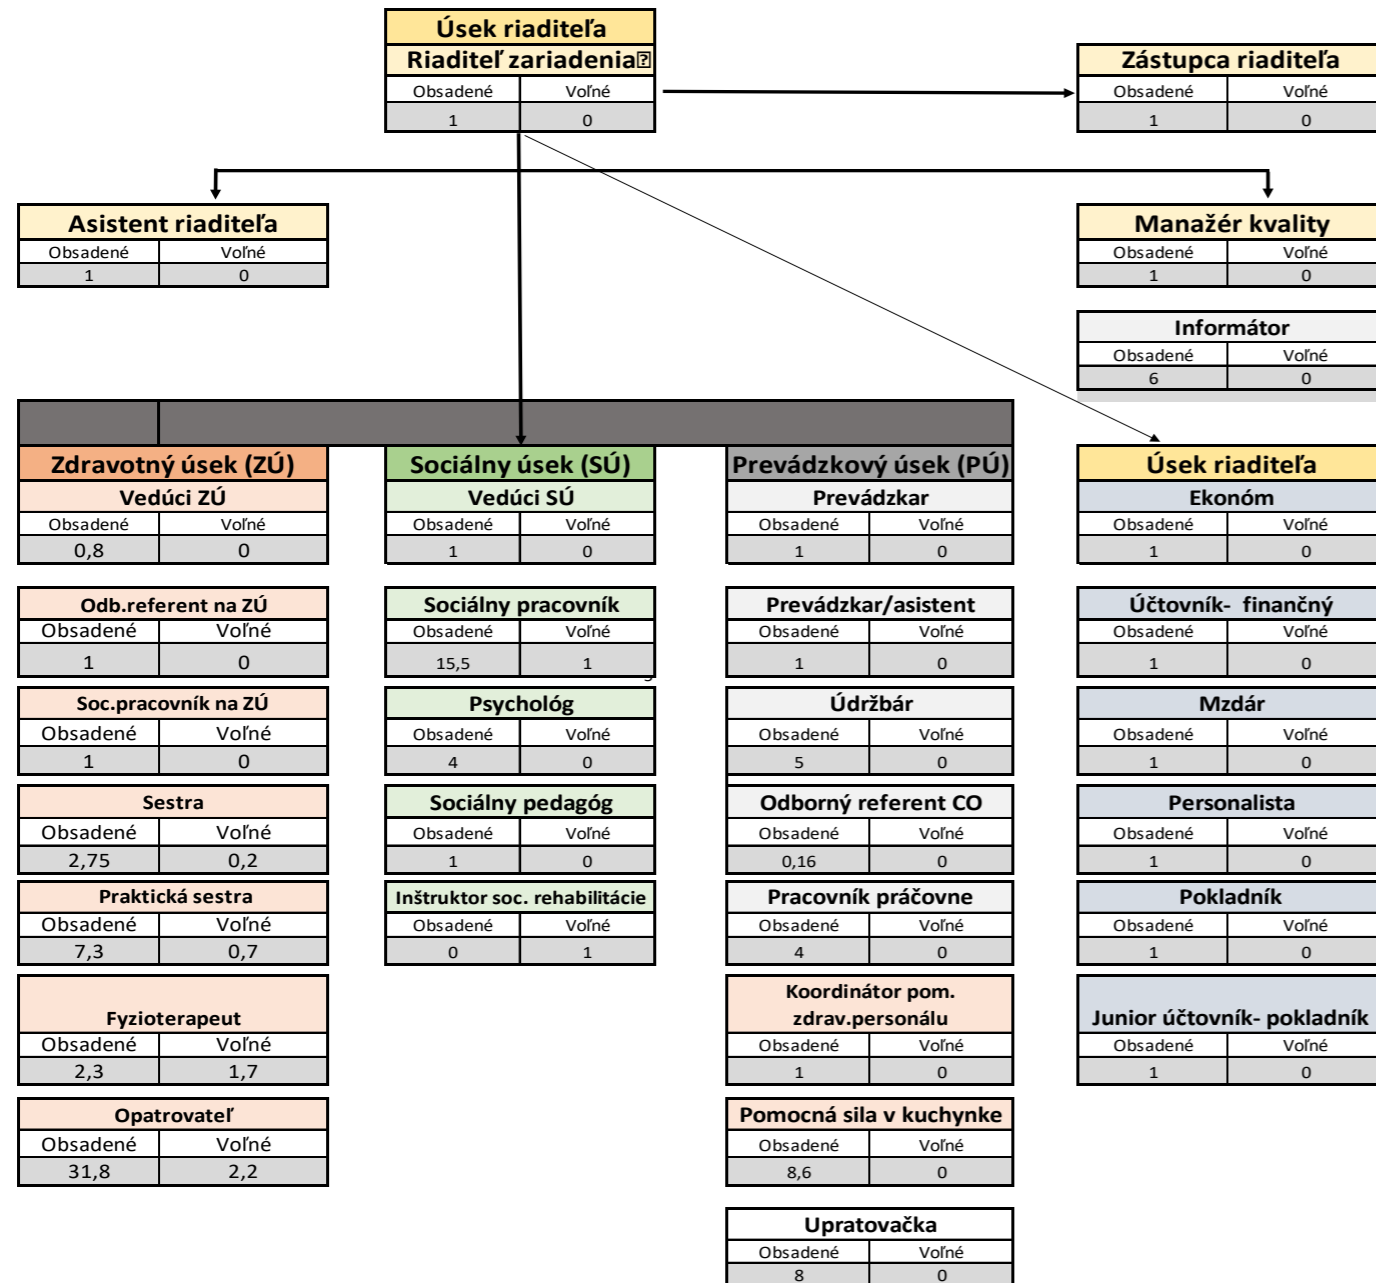 Úsek riaditeľa
Riaditeľ zariadenia
Obsadené Voľné
1 0
Zástupca riaditeľa
Obsadené Voľné
1 0
Asistent riaditeľa
Obsadené Voľné
1 0
Manažér kvality
Obsadené Voľné
1 0
Informátor
Obsadené Voľné
6 0
Zdravotný úsek (ZÚ)
Vedúci ZÚ
Obsadené Voľné
0,8 0
Odb.referent na ZÚ
Obsadené Voľné
1 0
Soc.pracovník na ZÚ
Obsadené Voľné
1 0
Sestra
Obsadené Voľné
2,75 0,2
Praktická sestra
Obsadené Voľné
7,3 0,7
Fyzioterapeut
Obsadené Voľné
2,3 1,7
Opatrovateľ
Obsadené Voľné
31,8 2,2
Sociálny úsek (SÚ)
Vedúci SÚ
Obsadené Voľné
1 0
Sociálny pracovník
Obsadené Voľné
15,5 1
Psychológ
Obsadené Voľné
4 0
Sociálny pedagóg
Obsadené Voľné
1 0
Inštruktor soc. rehabilitácie
Obsadené Voľné
0 1
Prevádzkový úsek (PÚ)
Prevádzkar
Obsadené Voľné
1 0
Prevádzkar/asistent
Obsadené Voľné
1 0
Údržbár
Obsadené Voľné
5 0
Odborný referent CO
Obsadené Voľné
0,16 0
Pracovník práčovne
Obsadené Voľné
4 0
Koordinátor pom.
zdrav.personálu
Obsadené Voľné
1 0
Pomocná sila v kuchynke
Obsadené Voľné
8,6 0
Upratovačka
Obsadené Voľné
8 0
Úsek riaditeľa
Ekonóm
Obsadené Voľné
1 0
Účtovník- finančný
Obsadené Voľné
1 0
Mzdár
Obsadené Voľné
1 0
Personalista
Obsadené Voľné
1 0
Pokladník
Obsadené Voľné
1 0
Junior účtovník- pokladník
Obsadené Voľné
1 0